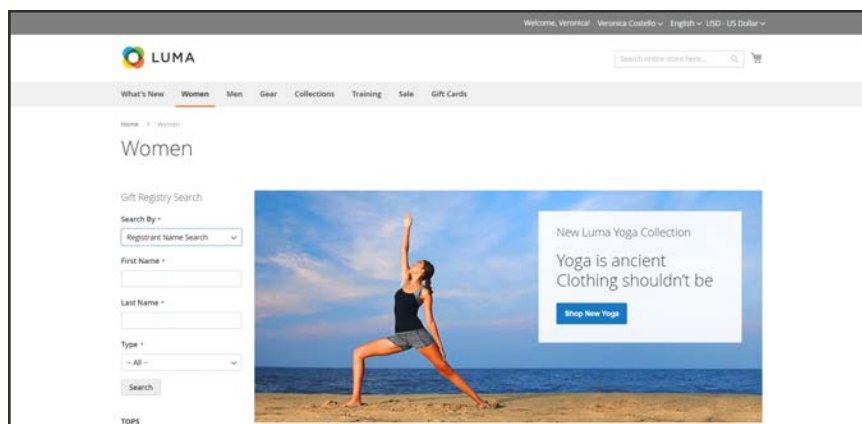 Welcome, Veronica! Veronica Costello English USD - US Dollar
LUMA
Search entire store here...
What's New Women Men Gear Collections Training Sale Gift Cards
Home > Women
Women
Gift Registry Search
Search By *
Registrant Name Search
First Name *
Last Name *
Type *
-- All --
Search
TOPS
New Luma Yoga Collection
Yoga is ancient
Clothing shouldn't be
Shop New Yoga